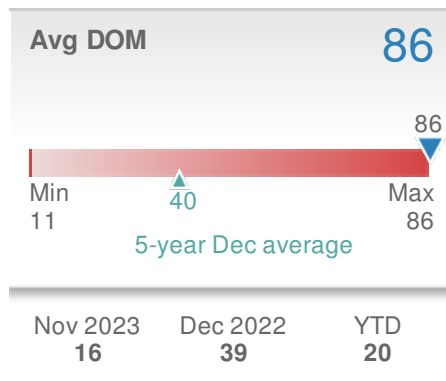 Avg DOM 86
86
Min Max
11 40 86
5-year Dec average
Nov 2023 Dec 2022 YTD
16 39 20